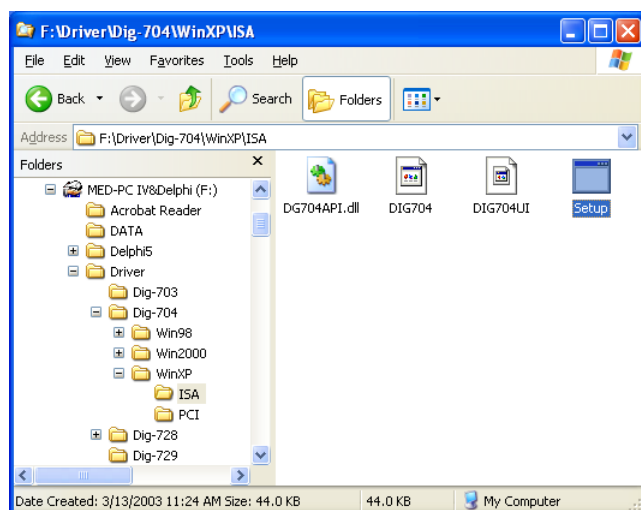 F:\Driver\Dig-704\WinXP\ISA
File Edit View Favorites Tools Help
Back Search Folders
Address F:\Driver\Dig-704\WinXP\ISA
Folders
MED-PC IV&Delphi (F:)
Acrobat Reader
DATA
Delphi5
Driver
Dig-703
Dig-704
Win98
Win2000
WinXP
ISA
PCI
Dig-728
Dig-729
DG704API.dll DIG704 DIG704UI Setup
Date Created: 3/13/2003 11:24 AM Size: 44.0 KB 44.0 KB My Computer